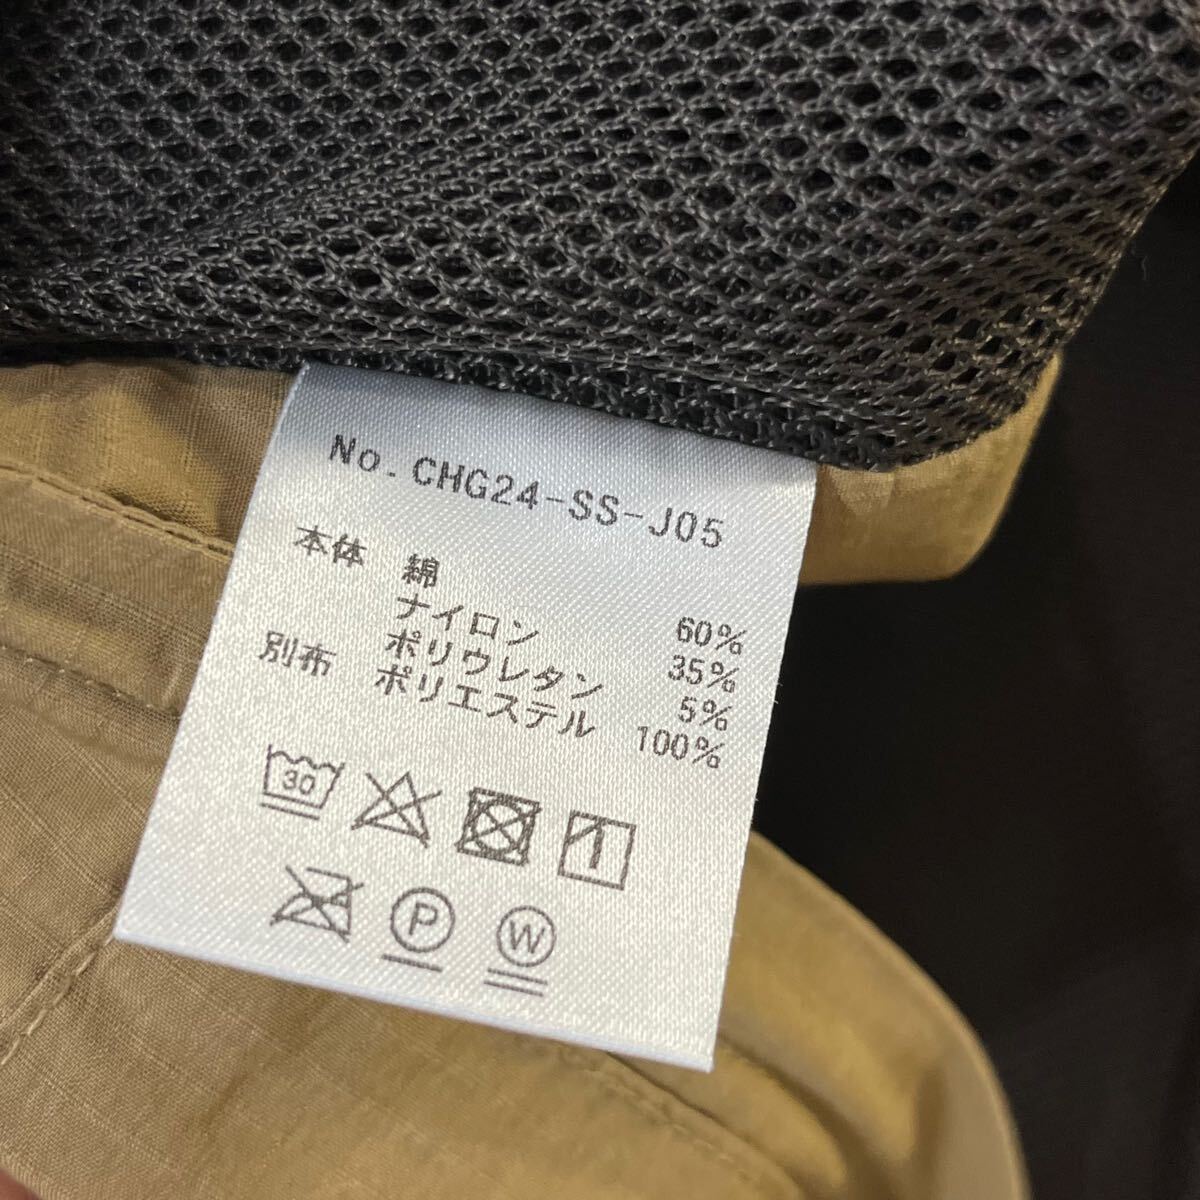 No. CHG24-SS-J05
本体 綿 60%
ナイロン 35%
ポリウレタン 5%
別布 ポリエステル 100%
30
P W